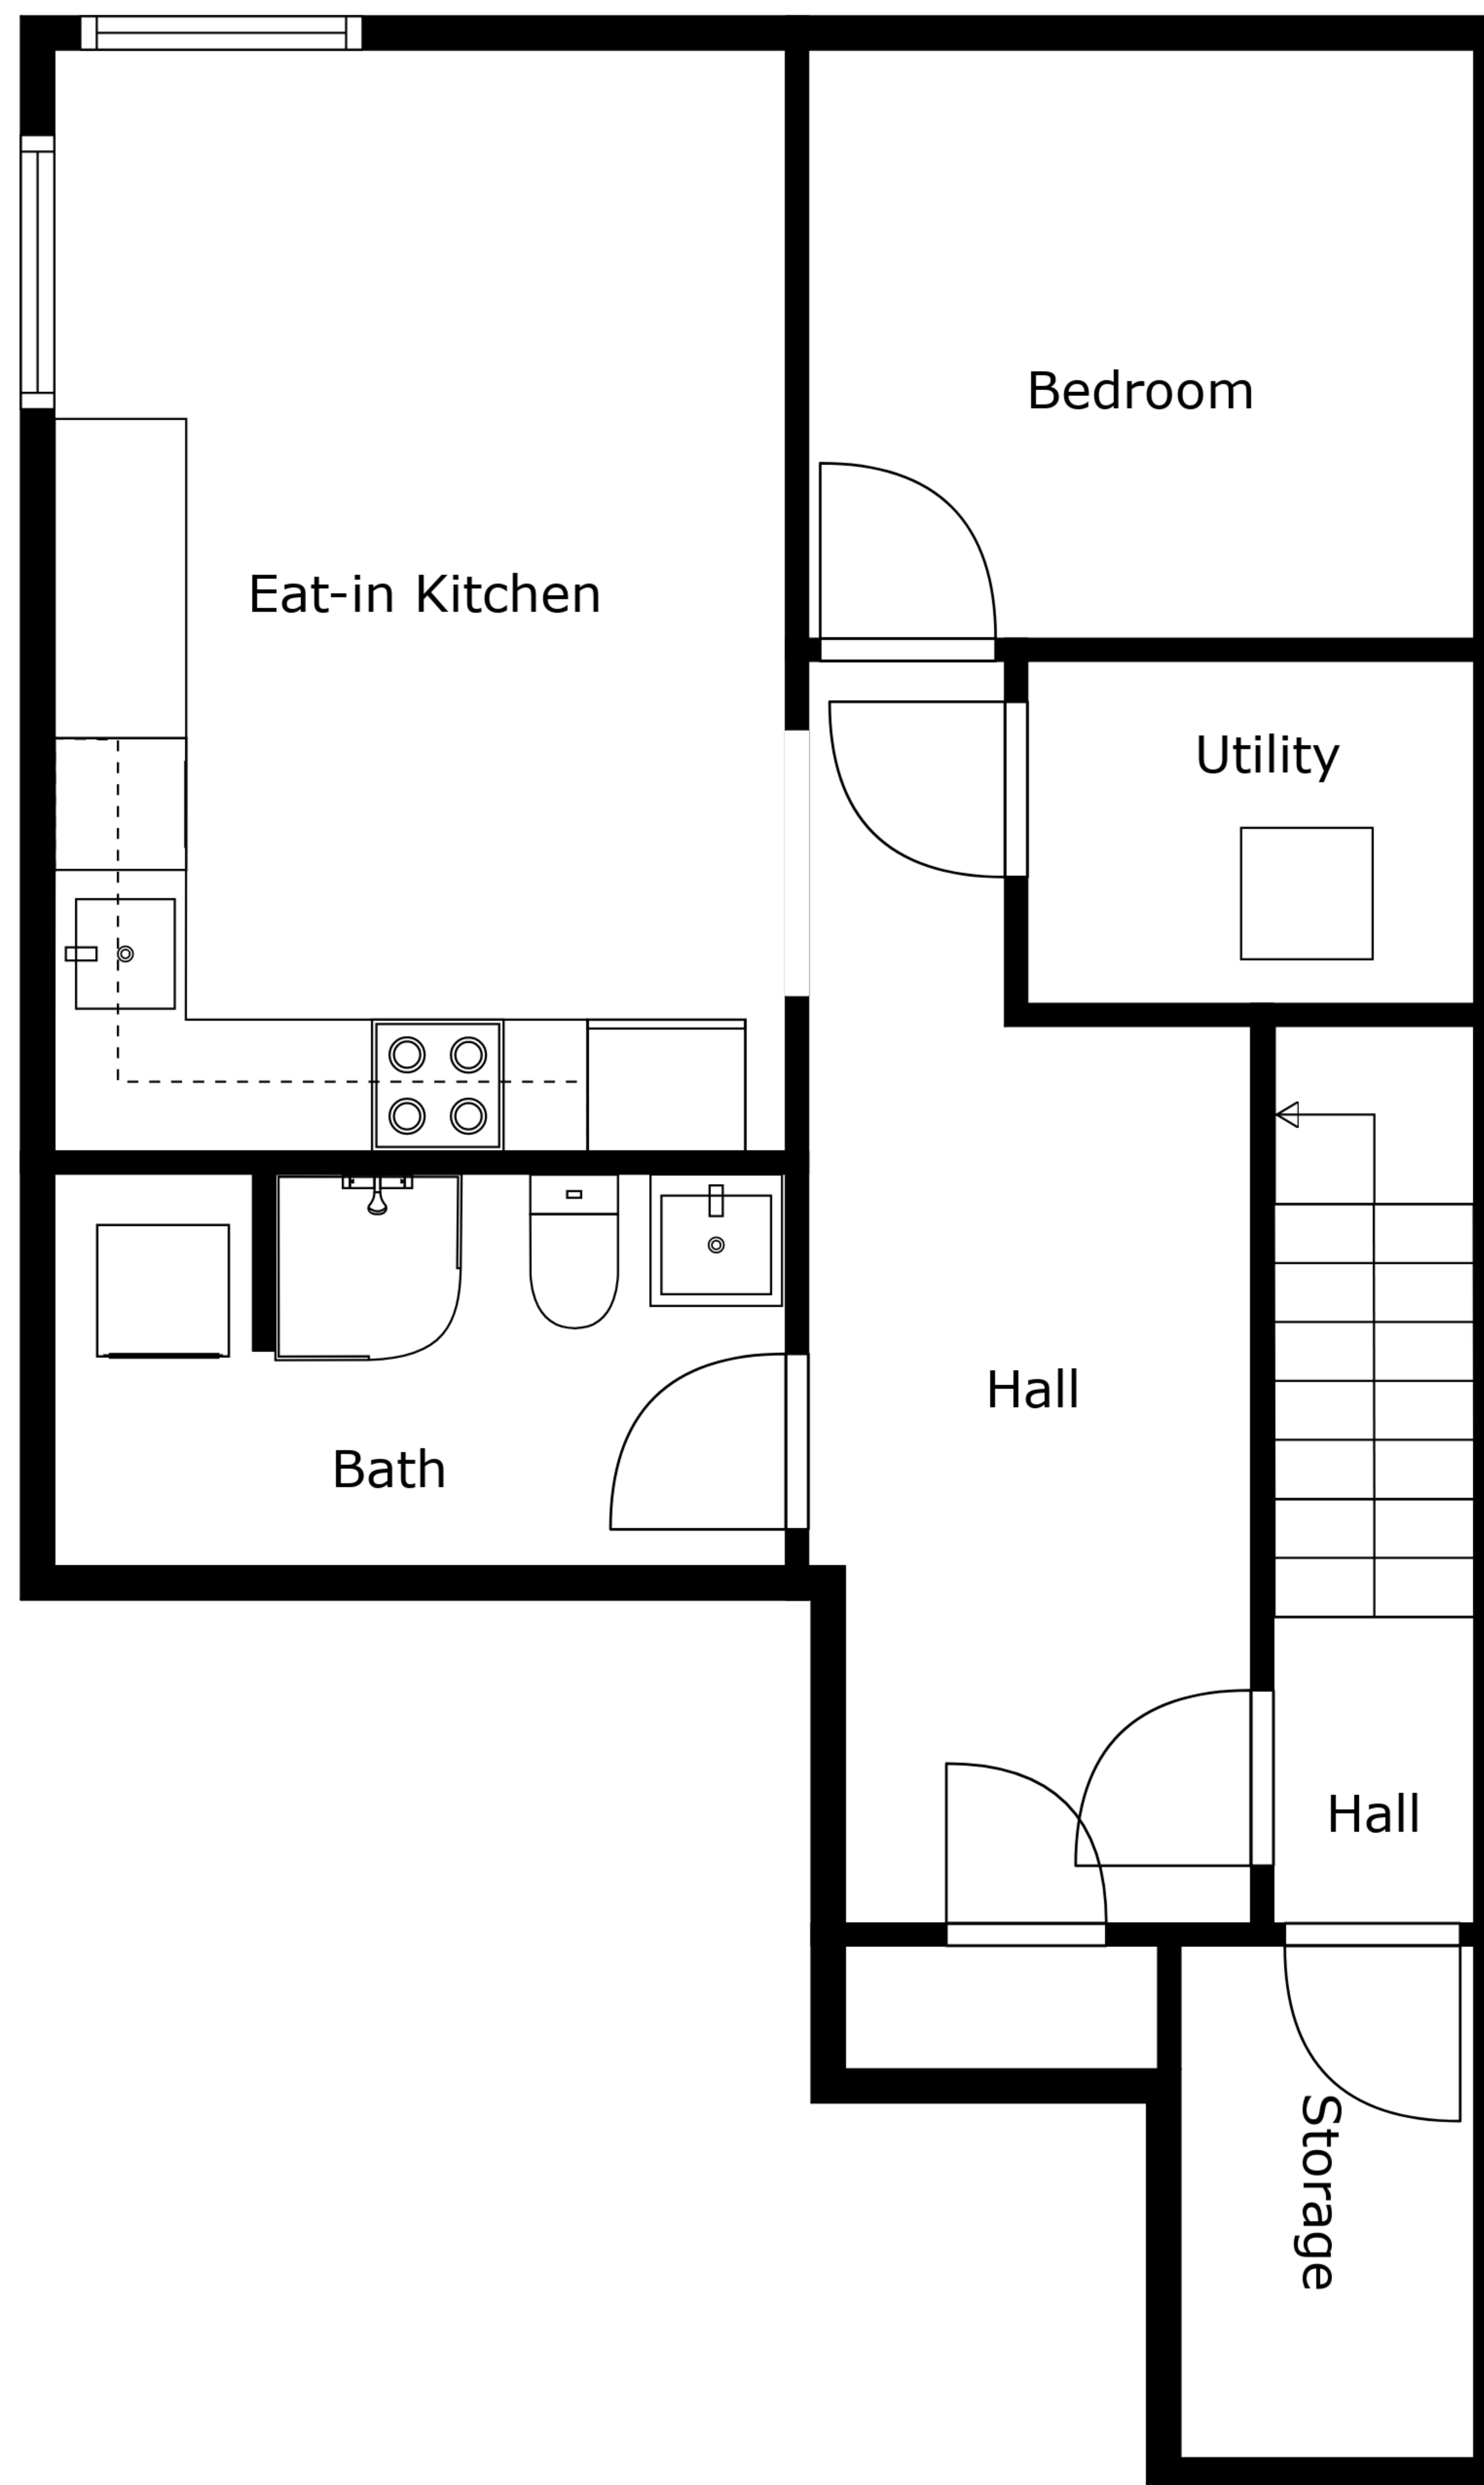 Bedroom
Eat-in Kitchen
Utility
Hall
Bath
Hall
Storage